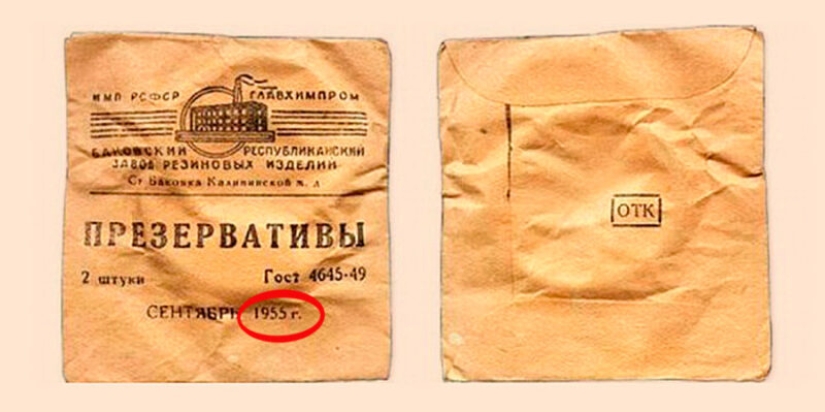 ММП РСФСР ГЛАВХИМПРОМ
БАКОВСКИЙ РЕСПУБЛИКАНСКИЙ
ЗАВОД РЕЗИНОВЫХ ИЗДЕЛИЙ
Ст Баковка Калининской ж. д
ПРЕЗЕРВАТИВЫ
2 штуки Гост 4645-49
СЕНТЯБРЬ 1955 г.
ОТК